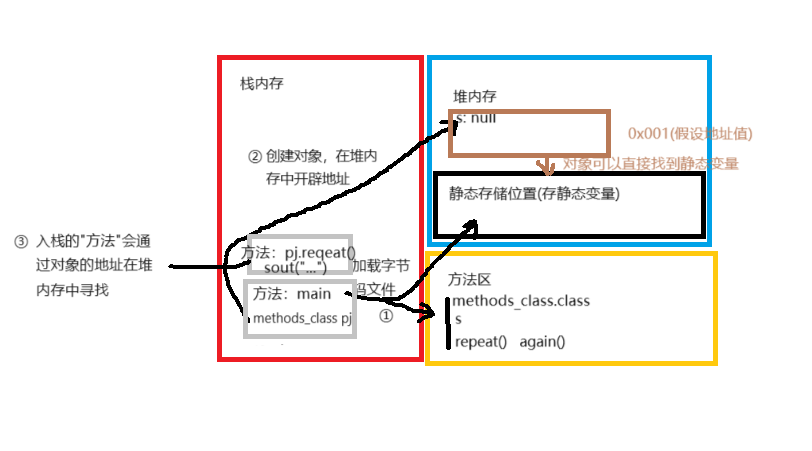 栈内存
堆内存
s: null
0x001(假设地址值)
② 创建对象，在堆内
存中开辟地址
对象可以直接找到静态变量
静态存储位置(存静态变量)
③ 入栈的"方法"会通
过对象的地址在堆
内存中寻找
方法：pj.reqeat()
sout("...")
加载字节
码文件
①
方法：main
methods_class pj
方法区
methods_class.class
s
repeat() again()